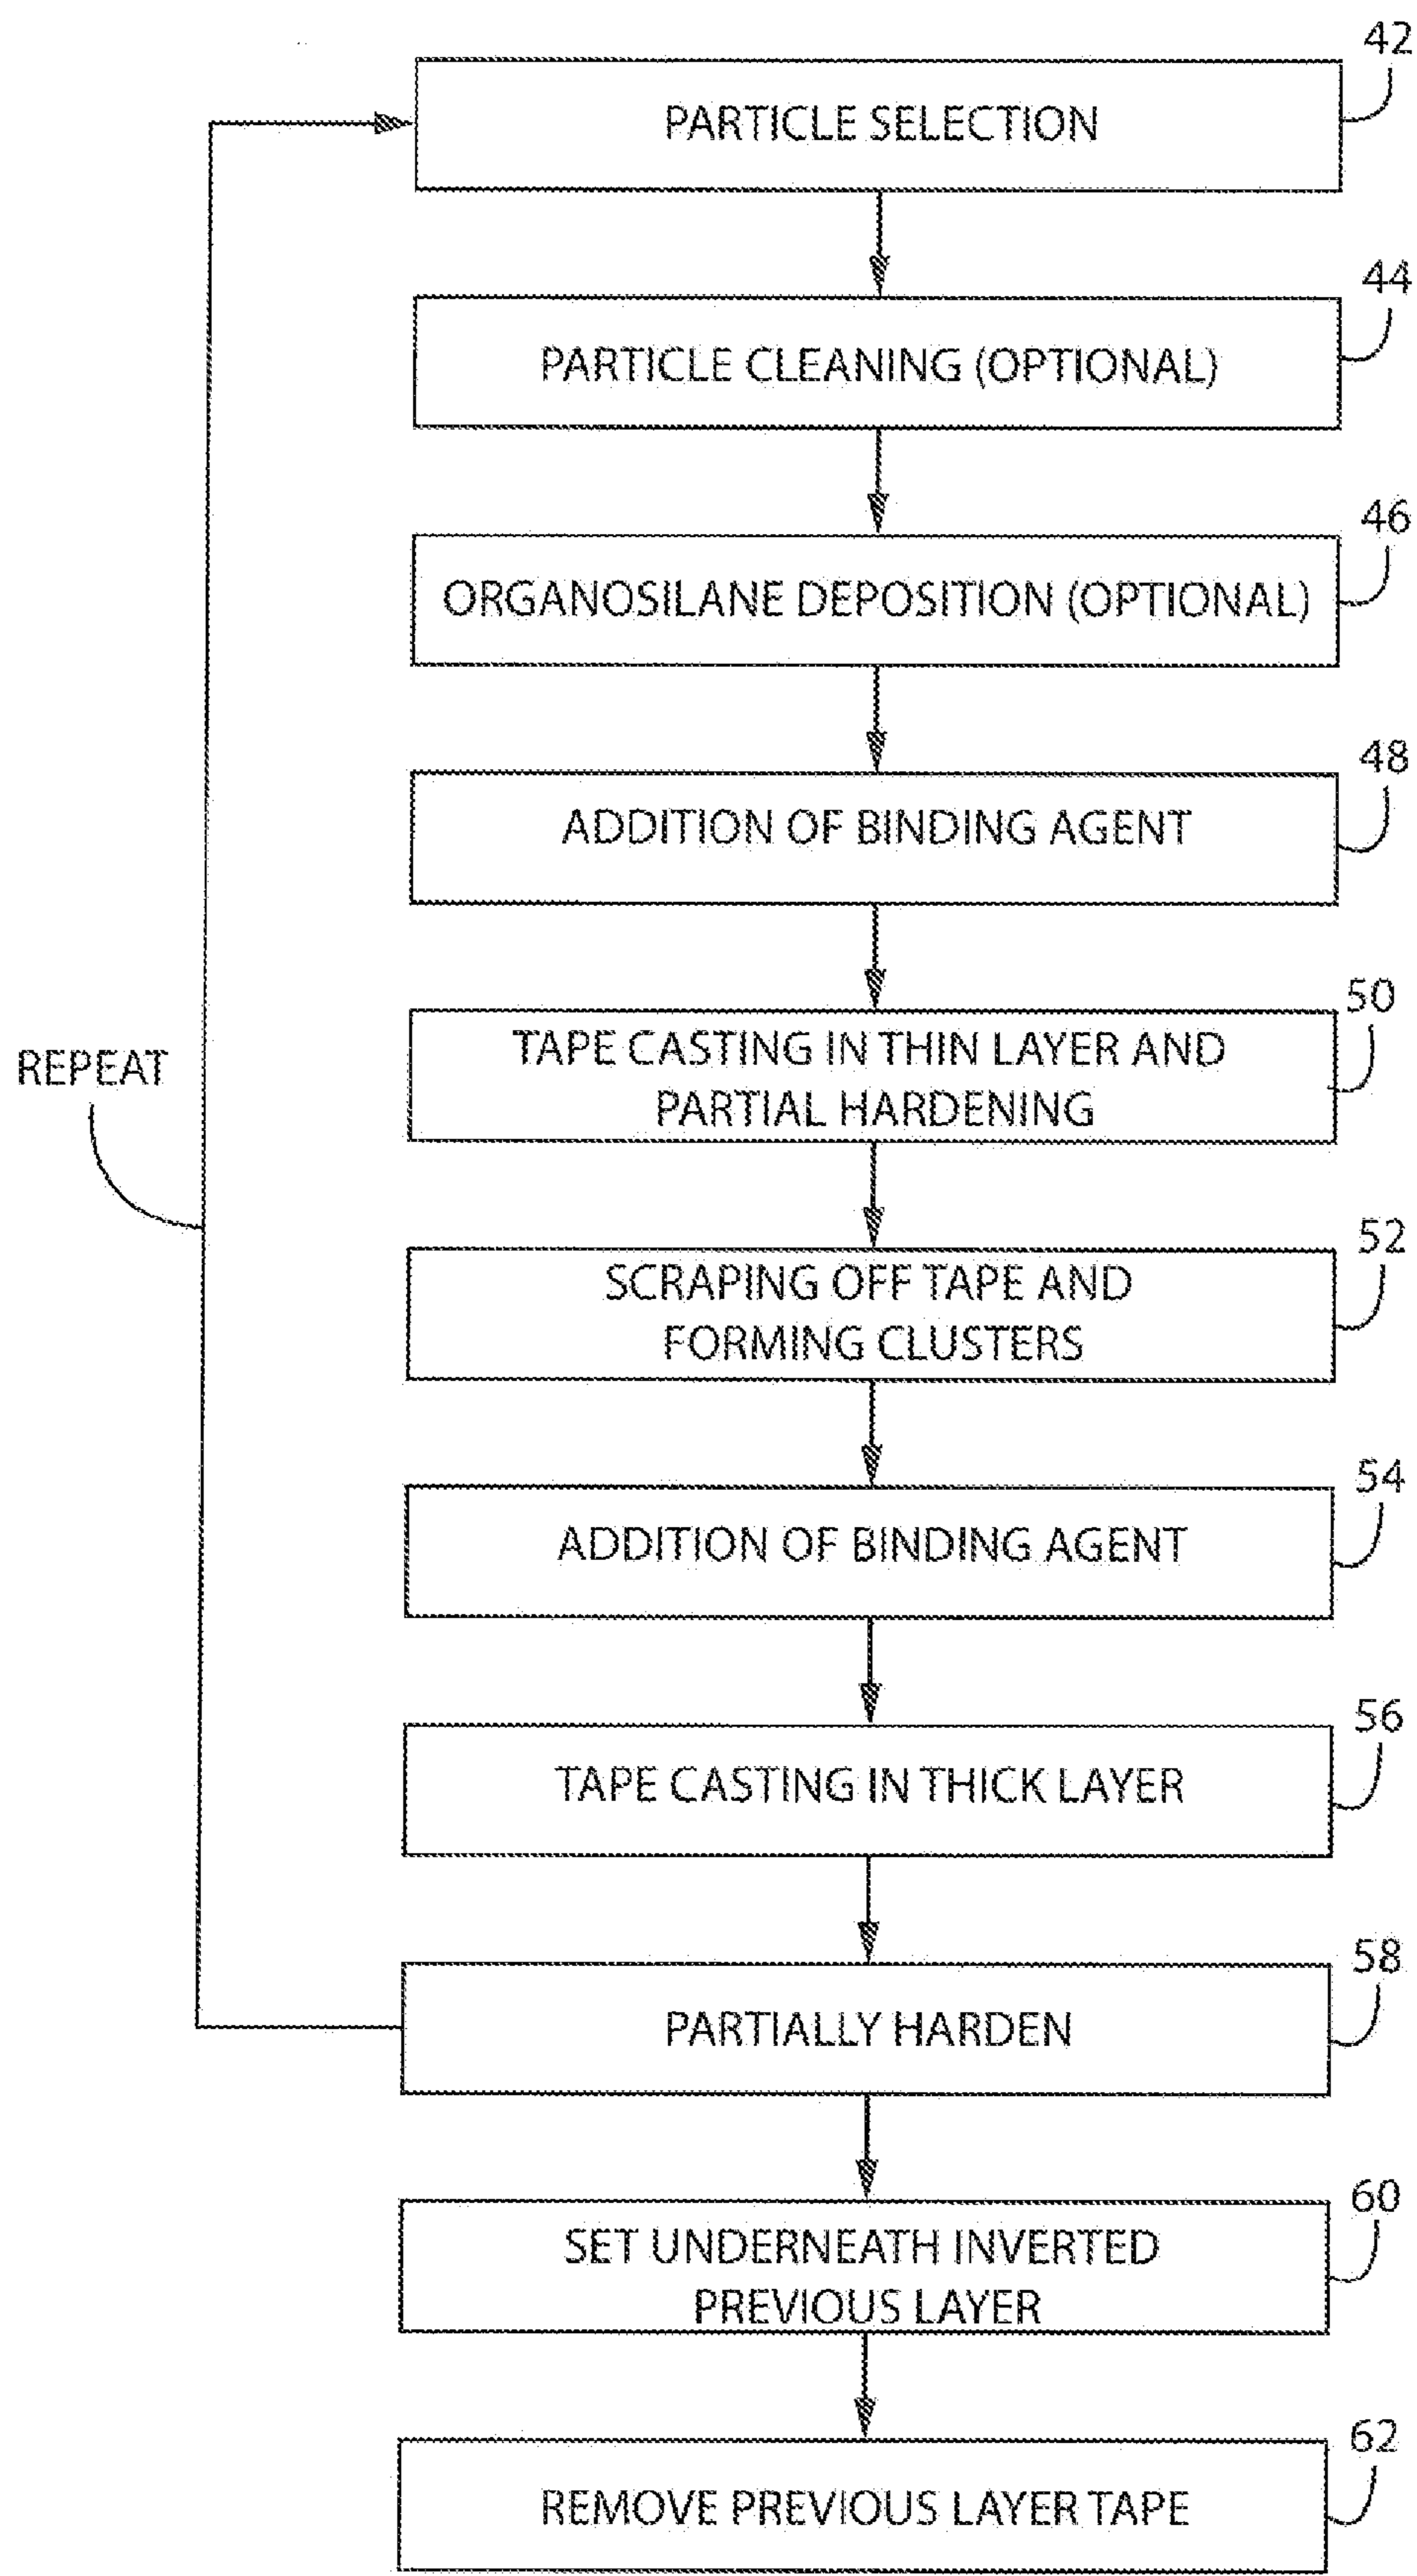 42
PARTICLE SELECTION
44
PARTICLE CLEANING (OPTIONAL)
46
ORGANOSILANE DEPOSITION (OPTIONAL)
48
ADDITION OF BINDING AGENT
50
TAPE CASTING IN THIN LAYER AND
PARTIAL HARDENING
REPEAT
52
SCRAPING OFF TAPE AND
FORMING CLUSTERS
54
ADDITION OF BINDING AGENT
56
TAPE CASTING IN THICK LAYER
58
PARTIALLY HARDEN
60
SET UNDERNEATH INVERTED
PREVIOUS LAYER
62
REMOVE PREVIOUS LAYER TAPE